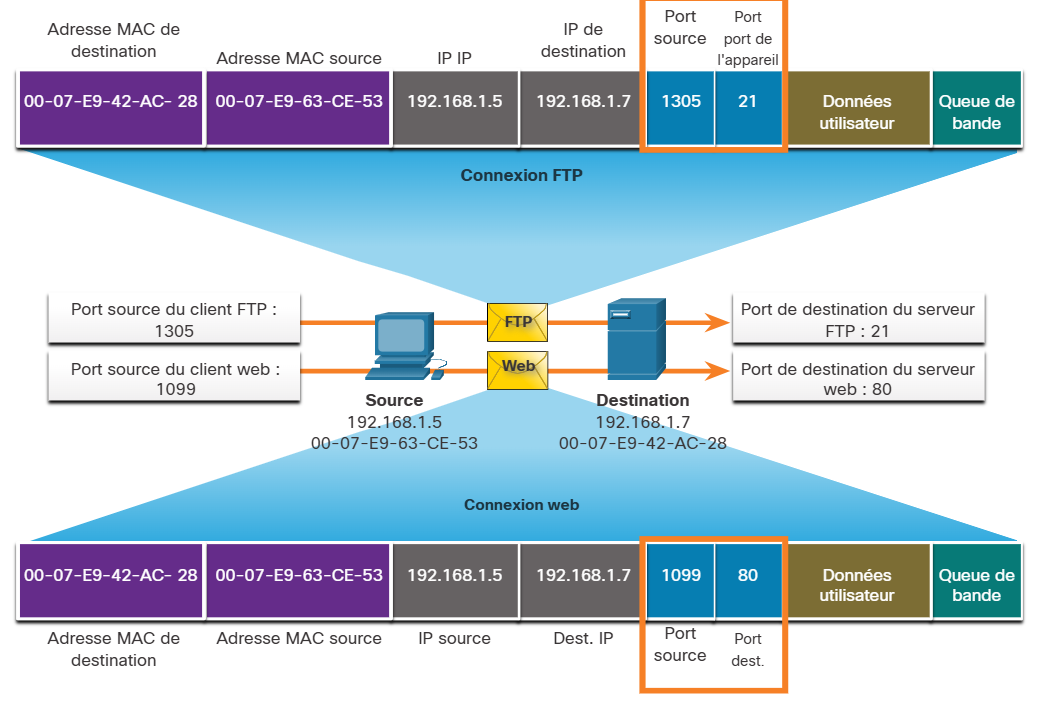 Adresse MAC de
destination
Adresse MAC source
IP IP
IP de
destination
Port
source
Port
port de
l'appareil
00-07-E9-42-AC- 28
00-07-E9-63-CE-53
192.168.1.5
192.168.1.7
1305
21
Données
utilisateur
Queue de
bande
Connexion FTP
Port source du client FTP :
1305
FTP
Port de destination du serveur
FTP : 21
Port source du client web :
1099
Web
Port de destination du serveur
web : 80
Source
192.168.1.5
00-07-E9-63-CE-53
Destination
192.168.1.7
00-07-E9-42-AC-28
Connexion web
00-07-E9-42-AC- 28
00-07-E9-63-CE-53
192.168.1.5
192.168.1.7
1099
80
Données
utilisateur
Queue de
bande
Adresse MAC de
destination
Adresse MAC source
IP source
Dest. IP
Port
source
Port
dest.